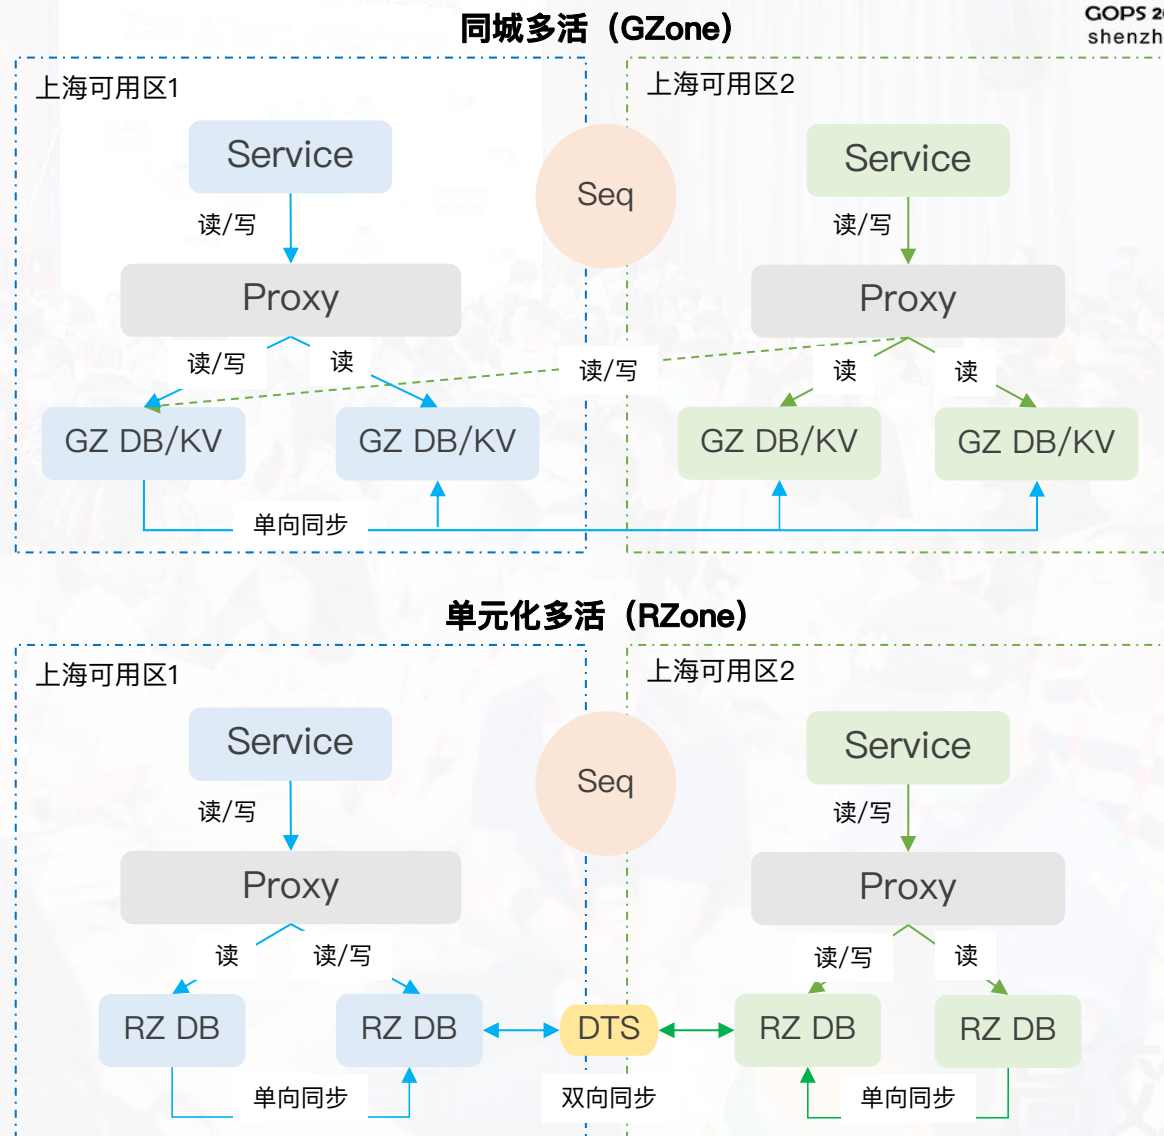 同城多活（GZone）
GOPS 20
shenzh
上海可用区1
上海可用区2
Service
Seq
Service
读/写
读/写
Proxy
Proxy
读/写
读
读/写
读
读
GZ DB/KV
GZ DB/KV
GZ DB/KV
GZ DB/KV
单向同步
单元化多活（RZone）
上海可用区1
上海可用区2
Service
Seq
Service
读/写
读/写
Proxy
Proxy
读
读/写
读/写
读
RZ DB
RZ DB
DTS
RZ DB
RZ DB
单向同步
双向同步
单向同步